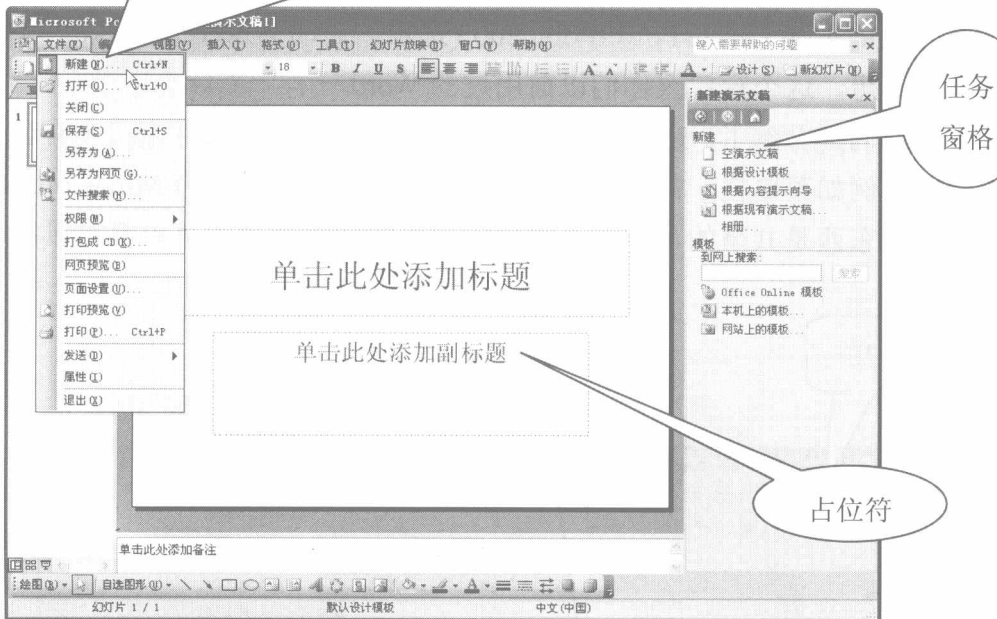 Microsoft P 演示文稿1]
文件(F) 视图(V) 插入(I) 格式(O) 工具(T) 幻灯片放映(D) 窗口(W) 帮助(H) 键入需要帮助的问题
18 B I U S A A A 设计(S) 新幻灯片(N)
新建(N)... Ctrl+N
打开(O)... Ctrl+O
关闭(C)
保存(S) Ctrl+S
另存为(A)...
另存为网页(G)...
文件搜索(H)...
权限(M)
打包成 CD(K)...
网页预览(B)
页面设置(U)...
打印预览(V)
打印(P)... Ctrl+P
发送(D)
属性(I)
退出(X)
1
单击此处添加标题
单击此处添加副标题
单击此处添加备注
新建演示文稿
新建
空演示文稿
根据设计模板
根据内容提示向导
根据现有演示文稿...
相册...
模板
到网上搜索:
搜索
Office Online 模板
本机上的模板...
网站上的模板...
任务
窗格
占位符
绘图(R) 自选图形(U) A
幻灯片 1 / 1 默认设计模板 中文(中国)